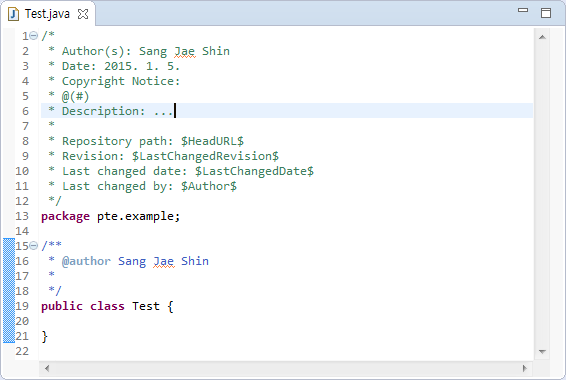 Test.java
1 /*
2  * Author(s): Sang Jae Shin
3  * Date: 2015. 1. 5.
4  * Copyright Notice:
5  * @(#)
6  * Description: ...
7  *
8  * Repository path: $HeadURL$
9  * Revision: $LastChangedRevision$
10  * Last changed date: $LastChangedDate$
11  * Last changed by: $Author$
12  */
13 package pte.example;
14
15 /**
16  * @author Sang Jae Shin
17  *
18  */
19 public class Test {
20
21 }
22